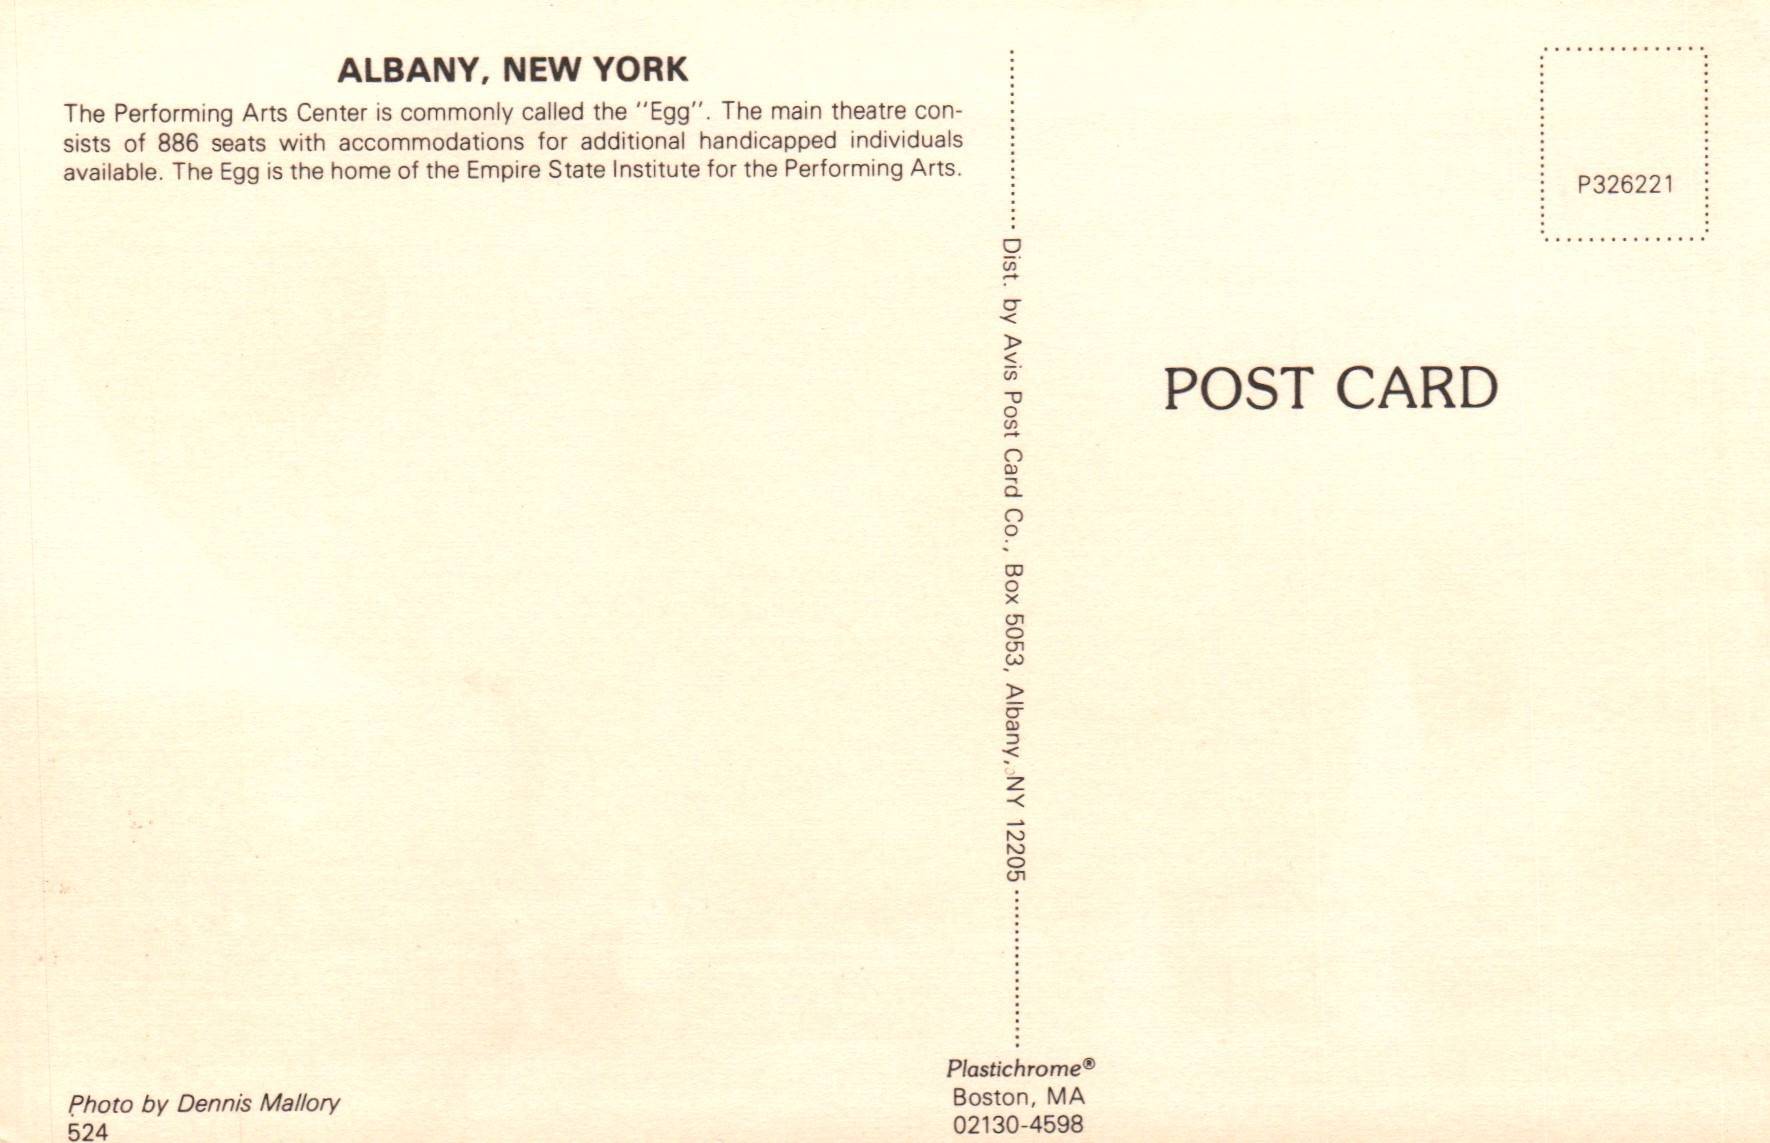 ALBANY, NEW YORK
The Performing Arts Center is commonly called the "Egg". The main theatre con-
sists of 886 seats with accommodations for additional handicapped individuals
available. The Egg is the home of the Empire State Institute for the Performing Arts.
Photo by Dennis Mallory
524
Dist. by Avis Post Card Co., Box 5053, Albany, NY 12205
Plastichrome®
Boston, MA
02130-4598
P326221
POST CARD